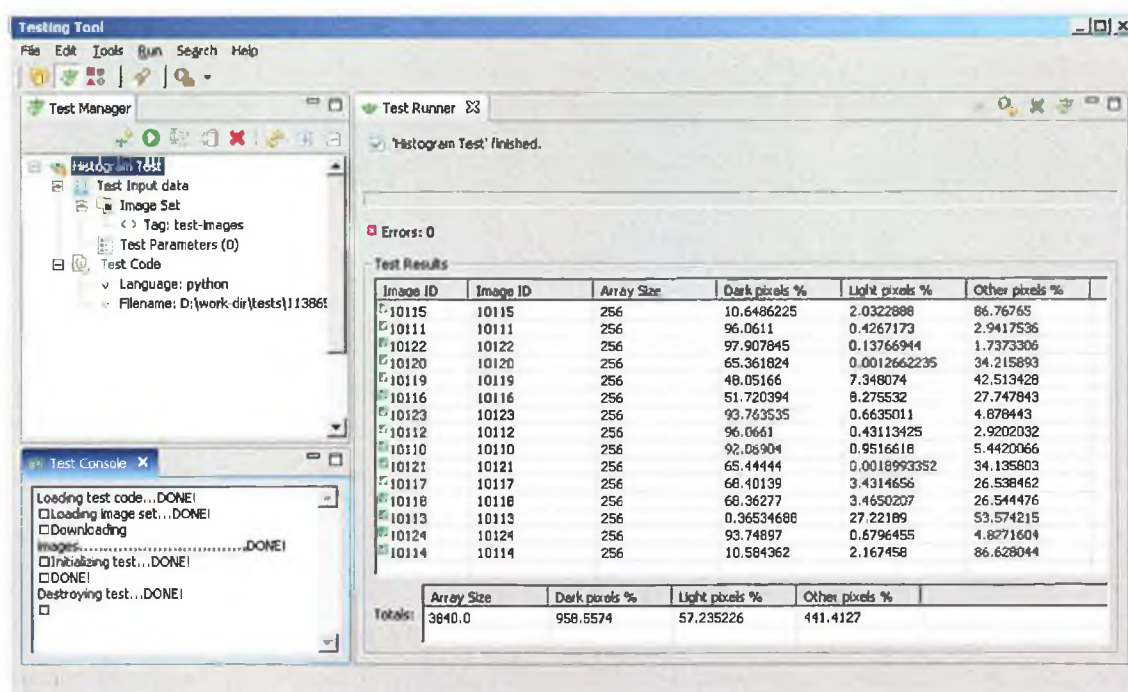 Testing Tool
File Edit Tools Run Search Help
Test Manager
Histogram Test
Test Input data
Image Set
<> Tag: test-images
Test Parameters (0)
Test Code
Language: python
Filename: D:\work-dir\tests\113865
Test Console
Loading test code...DONE!
Loading image set...DONE!
Downloading
images.................................DONE!
Initializing test...DONE!
DONE!
Destroying test...DONE!
Test Runner
'Histogram Test' finished.
Errors: 0
Test Results
Image ID Image ID Array Size Dark pixels % Light pixels % Other pixels %
10115 10115 256 10.6486225 2.0322888 86.76765
10111 10111 256 96.0611 0.4267173 2.9417536
10122 10122 256 97.907845 0.13766944 1.7373306
10120 10120 256 65.361824 0.0012662235 34.215893
10119 10119 256 48.05166 7.348074 42.513428
10116 10116 256 51.720394 8.275532 27.747843
10123 10123 256 93.763535 0.6635011 4.878443
10112 10112 256 96.0661 0.43113425 2.9202032
10110 10110 256 92.06904 0.9516618 5.4420066
10121 10121 256 65.44444 0.0018993352 34.135803
10117 10117 256 68.40139 3.4314656 26.538462
10118 10118 256 68.36277 3.4650207 26.544476
10113 10113 256 0.36534688 27.22189 53.574215
10124 10124 256 93.74897 0.6796455 4.8271604
10114 10114 256 10.584362 2.167458 86.628044
Array Size Dark pixels % Light pixels % Other pixels %
Totals: 3840.0 958.5574 57.235226 441.4127